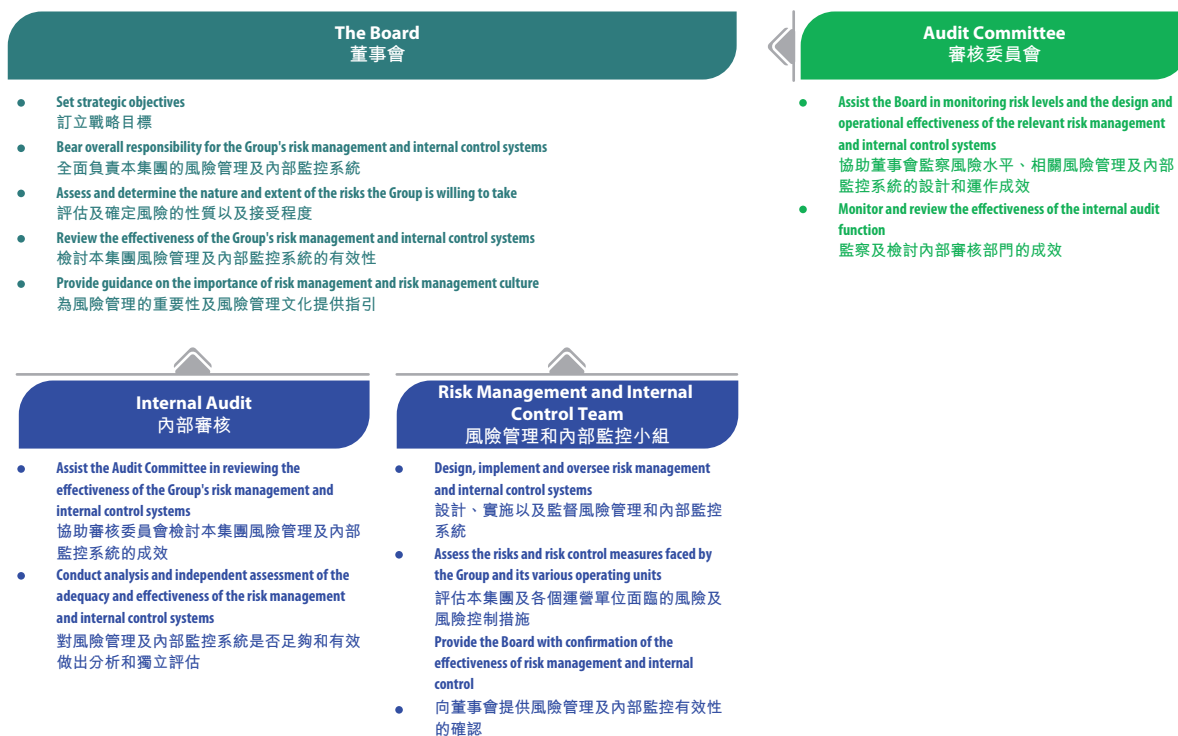 The Board
董事會
● Set strategic objectives
訂立戰略目標
● Bear overall responsibility for the Group's risk management and internal control systems
全面負責本集團的風險管理及內部監控系統
● Assess and determine the nature and extent of the risks the Group is willing to take
評估及確定風險的性質以及接受程度
● Review the effectiveness of the Group's risk management and internal control systems
檢討本集團風險管理及內部監控系統的有效性
● Provide guidance on the importance of risk management and risk management culture
為風險管理的重要性及風險管理文化提供指引
Audit Committee
審核委員會
● Assist the Board in monitoring risk levels and the design and
operational effectiveness of the relevant risk management
and internal control systems
協助董事會監察風險水平、相關風險管理及內部
監控系統的設計和運作成效
● Monitor and review the effectiveness of the internal audit
function
監察及檢討內部審核部門的成效
Internal Audit
內部審核
● Assist the Audit Committee in reviewing the
effectiveness of the Group's risk management and
internal control systems
協助審核委員會檢討本集團風險管理及內部
監控系統的成效
● Conduct analysis and independent assessment of the
adequacy and effectiveness of the risk management
and internal control systems
對風險管理及內部監控系統是否足夠和有效
做出分析和獨立評估
Risk Management and Internal
Control Team
風險管理和內部監控小組
● Design, implement and oversee risk management
and internal control systems
設計、實施以及監督風險管理和內部監控
系統
● Assess the risks and risk control measures faced by
the Group and its various operating units
評估本集團及各個運營單位面臨的風險及
風險控制措施
Provide the Board with confirmation of the
effectiveness of risk management and internal
control
● 向董事會提供風險管理及內部監控有效性
的確認